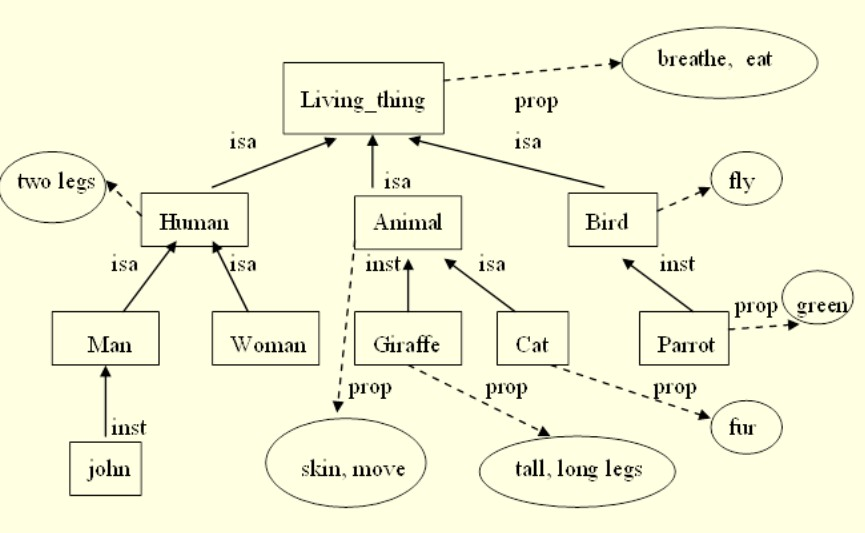 breathe, eat
Living_thing
prop
isa
isa
two legs
isa
fly
Human
Animal
Bird
isa
isa
inst
isa
inst
prop
green
Man
Woman
Giraffe
Cat
Parrot
prop
prop
prop
inst
fur
john
skin, move
tall, long legs